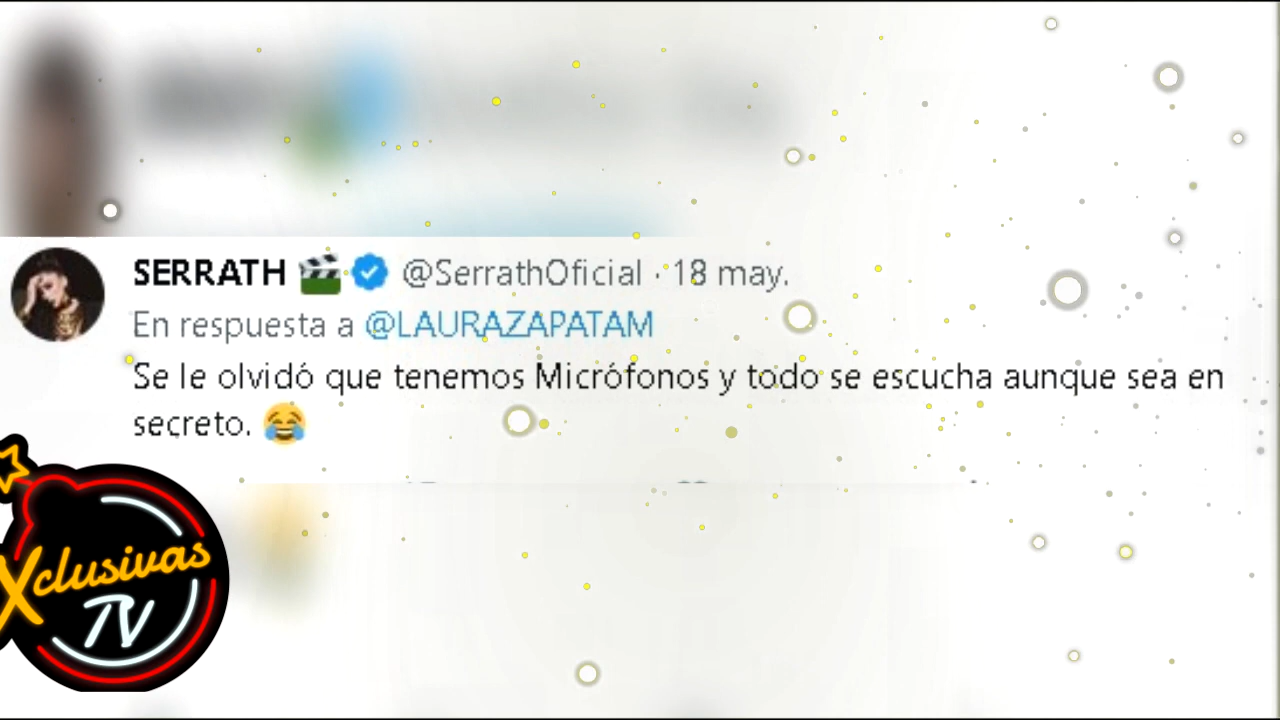 SERRATH 🎬 @SerrathOficial · 18 may.
En respuesta a @LAURAZAPATAM
Se le olvidó que tenemos Micrófonos y todo se escucha aunque sea en
secreto. 😂
Xclusivas
TV